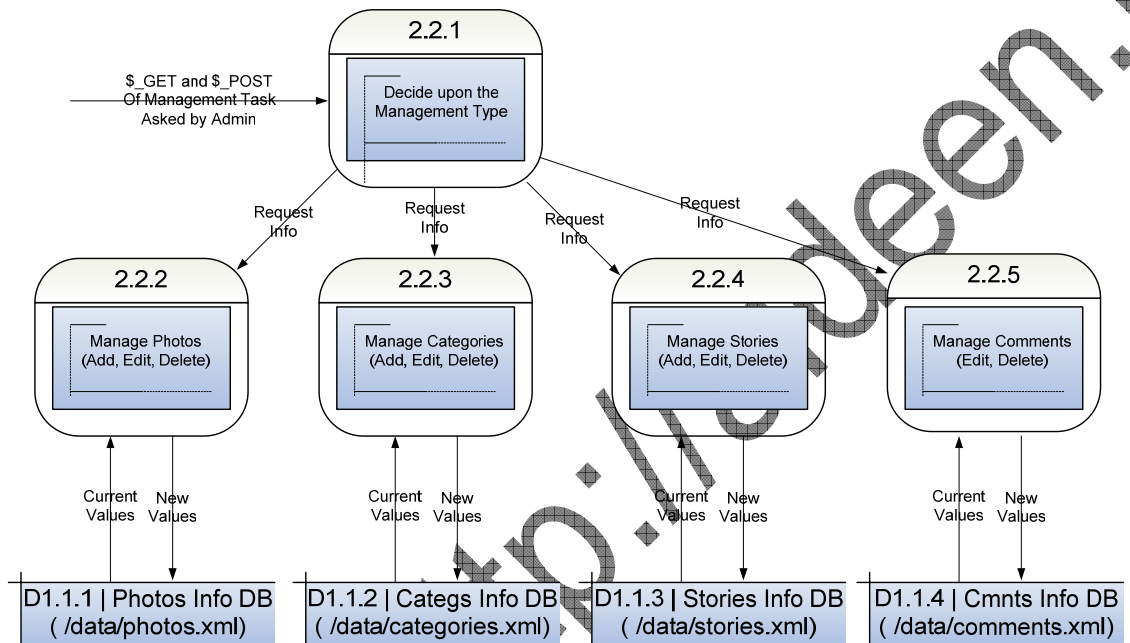 2.2.1
$_GET and $_POST
Of Management Task
Asked by Admin
Decide upon the
Management Type
Request
Info
Request
Info
Request
Info
Request
Info
2.2.2
Manage Photos
(Add, Edit, Delete)
2.2.3
Manage Categories
(Add, Edit, Delete)
2.2.4
Manage Stories
(Add, Edit, Delete)
2.2.5
Manage Comments
(Edit, Delete)
Current
Values
New
Values
Current
Values
New
Values
Current
Values
New
Values
Current
Values
New
Values
D1.1.1 | Photos Info DB
( /data/photos.xml)
D1.1.2 | Categs Info DB
( /data/categories.xml)
D1.1.3 | Stories Info DB
( /data/stories.xml)
D1.1.4 | Cmnts Info DB
( /data/comments.xml)